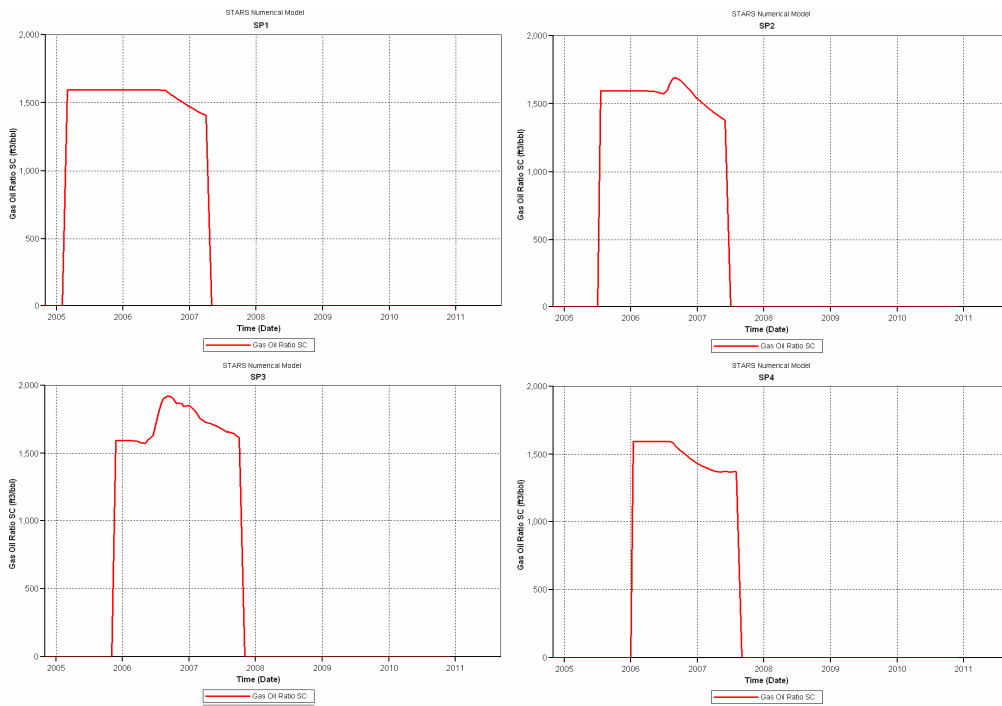 STARS Numerical Model
SP1
2,000
1,500
1,000
500
0
Gas Oil Ratio SC (ft3/bbl)
2005 2006 2007 2008 2009 2010 2011
Time (Date)
Gas Oil Ratio SC
STARS Numerical Model
SP2
2,000
1,500
1,000
500
0
Gas Oil Ratio SC (ft3/bbl)
2005 2006 2007 2008 2009 2010 2011
Time (Date)
Gas Oil Ratio SC
STARS Numerical Model
SP3
2,000
1,500
1,000
500
0
Gas Oil Ratio SC (ft3/bbl)
2005 2006 2007 2008 2009 2010 2011
Time (Date)
Gas Oil Ratio SC
STARS Numerical Model
SP4
2,000
1,500
1,000
500
0
Gas Oil Ratio SC (ft3/bbl)
2005 2006 2007 2008 2009 2010 2011
Time (Date)
Gas Oil Ratio SC